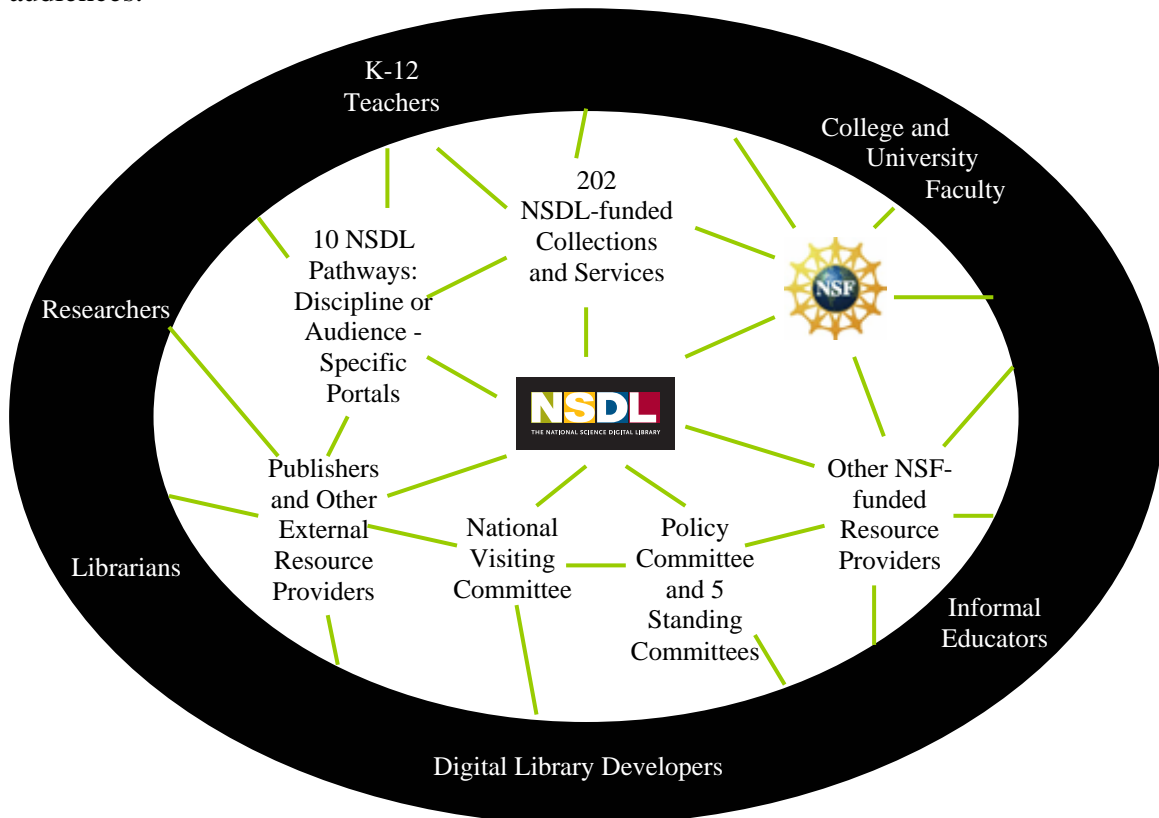 audiences.
K-12
Teachers
College and
University
Faculty
202
NSDL-funded
Collections
and Services
10 NSDL
Pathways:
Discipline or
Audience -
Specific
Portals
NSF
Researchers
NSDL
THE NATIONAL SCIENCE DIGITAL LIBRARY
Publishers
and Other
External
Resource
Providers
National
Visiting
Committee
Policy
Committee
and 5
Standing
Committees
Other NSF-
funded
Resource
Providers
Librarians
Informal
Educators
Digital Library Developers